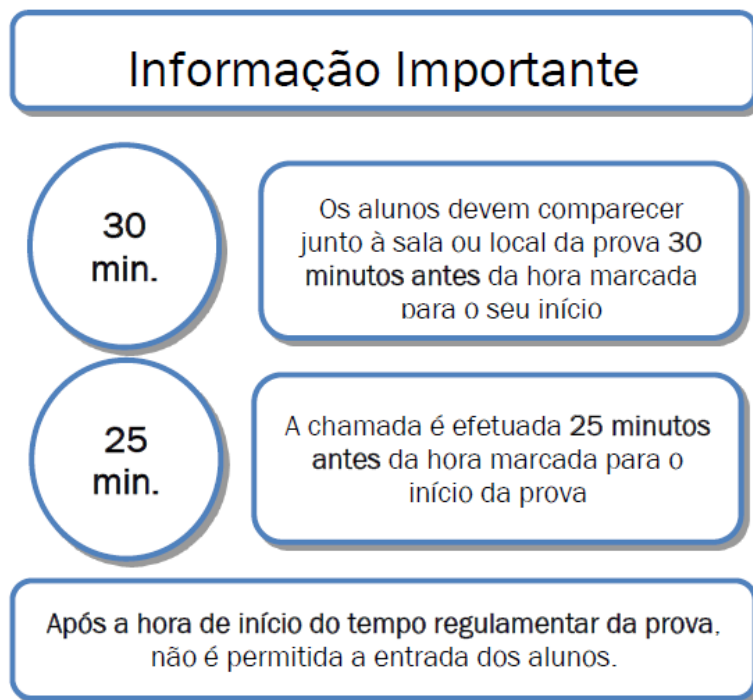 Informação Importante
30
min.
Os alunos devem comparecer
junto à sala ou local da prova 30
minutos antes da hora marcada
para o seu início
25
min.
A chamada é efetuada 25 minutos
antes da hora marcada para o
início da prova
Após a hora de início do tempo regulamentar da prova,
não é permitida a entrada dos alunos.